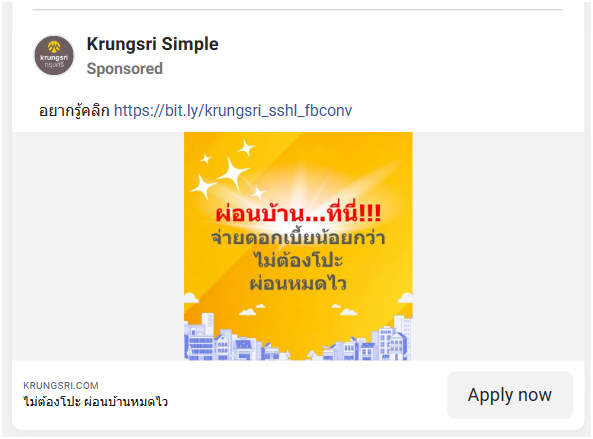 Krungsri Simple
Sponsored
krungsri
กรุงศรี
อยากรู้คลิก https://bit.ly/krungsri_sshl_fbconv
ผ่อนบ้าน...ที่นี่!!!
จ่ายดอกเบี้ยน้อยกว่า
ไม่ต้องโปะ
ผ่อนหมดไว
KRUNGSRI.COM
ไม่ต้องโปะ ผ่อนบ้านหมดไว
Apply now